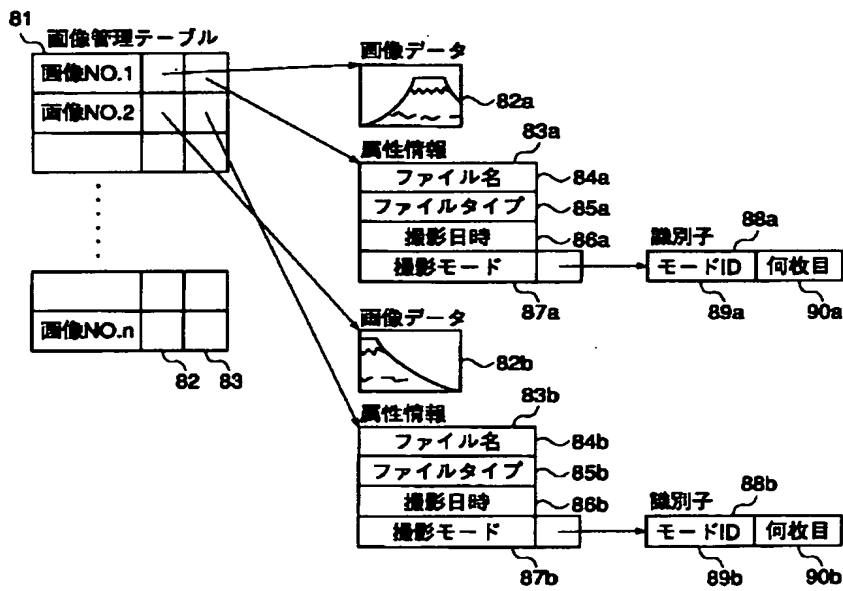 81
画像管理テーブル
画像NO.1
画像NO.2
画像NO.n
82
83
画像データ
82a
属性情報
83a
ファイル名
84a
ファイルタイプ
85a
撮影日時
86a
撮影モード
87a
識別子
88a
モードID
何枚目
89a
90a
画像データ
82b
属性情報
83b
ファイル名
84b
ファイルタイプ
85b
撮影日時
86b
撮影モード
87b
識別子
88b
モードID
何枚目
89b
90b